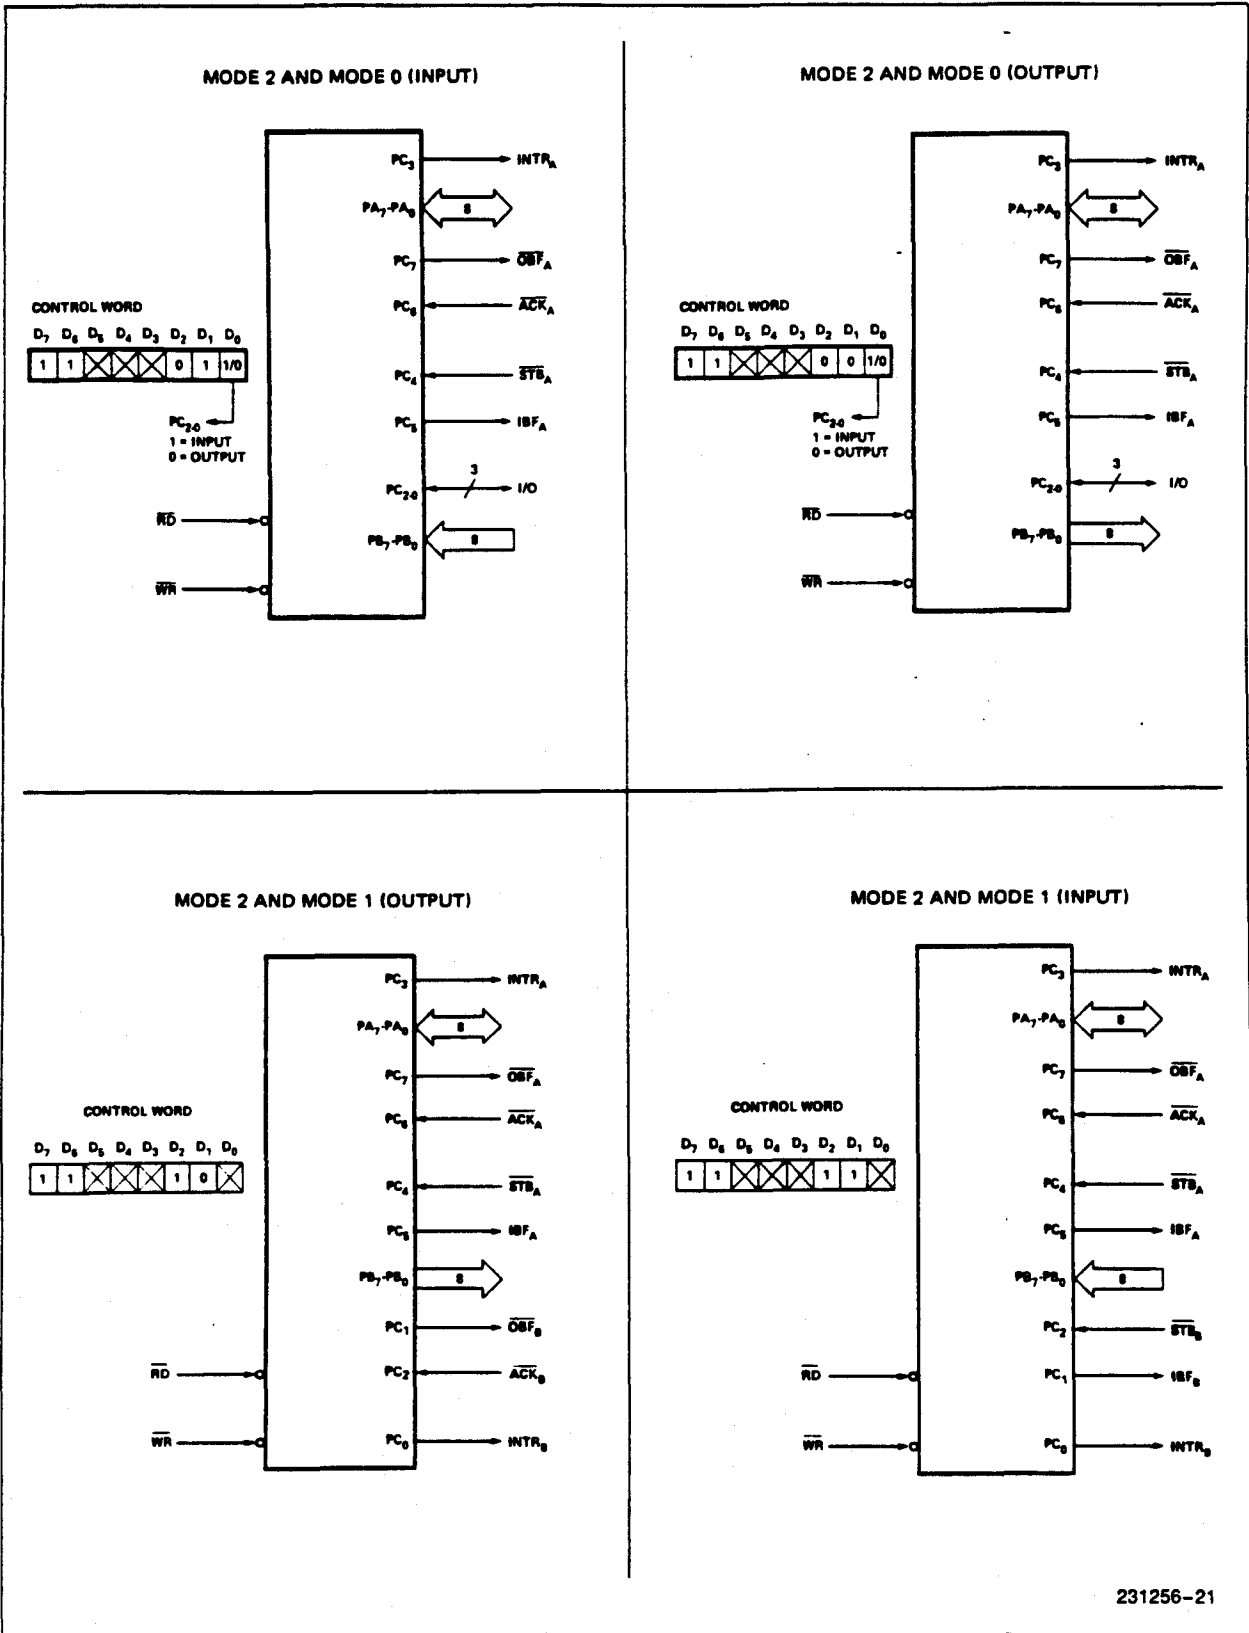 MODE 2 AND MODE 0 (INPUT)
PC3 INTRA
PA7-PA0 8
PC7 OBFA
CONTROL WORD
PC6 ACKA
D7 D6 D5 D4 D3 D2 D1 D0
1 1 0 1 1/0
PC4 STBA
PC2-0
1 = INPUT
0 = OUTPUT
PC5 IBFA
3
PC2-0 I/O
RD
PB7-PB0 8
WR
MODE 2 AND MODE 0 (OUTPUT)
PC3 INTRA
PA7-PA0 8
PC7 OBFA
CONTROL WORD
PC6 ACKA
D7 D6 D5 D4 D3 D2 D1 D0
1 1 0 0 1/0
PC4 STBA
PC2-0
1 = INPUT
0 = OUTPUT
PC5 IBFA
3
PC2-0 I/O
RD
PB7-PB0 8
WR
MODE 2 AND MODE 1 (OUTPUT)
PC3 INTRA
PA7-PA0 8
PC7 OBFA
CONTROL WORD
PC6 ACKA
D7 D6 D5 D4 D3 D2 D1 D0
1 1 1 0
PC4 STBA
PC5 IBFA
PB7-PB0 8
PC1 OBFB
RD
PC2 ACKB
WR
PC0 INTRB
MODE 2 AND MODE 1 (INPUT)
PC3 INTRA
PA7-PA0 8
PC7 OBFA
CONTROL WORD
PC6 ACKA
D7 D6 D5 D4 D3 D2 D1 D0
1 1 1 1
PC4 STBA
PC5 IBFA
PB7-PB0 8
PC2 STBB
RD
PC1 IBFB
WR
PC0 INTRB
231256-21